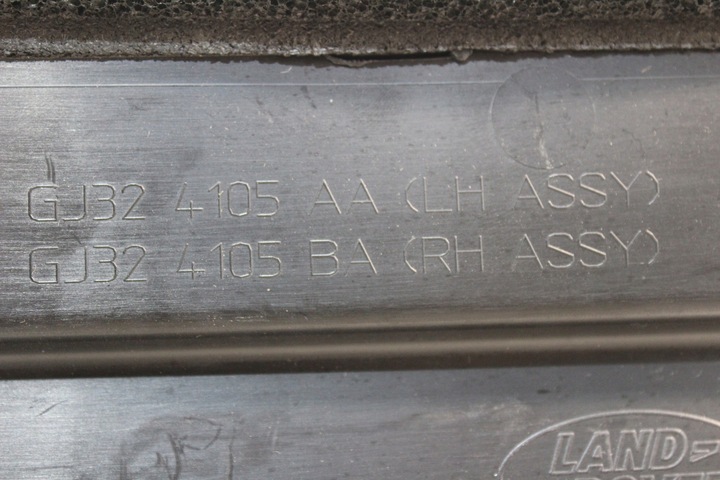 GJ32 4105 AA (LH ASSY)
GJ32 4105 BA (RH ASSY)
LAND-